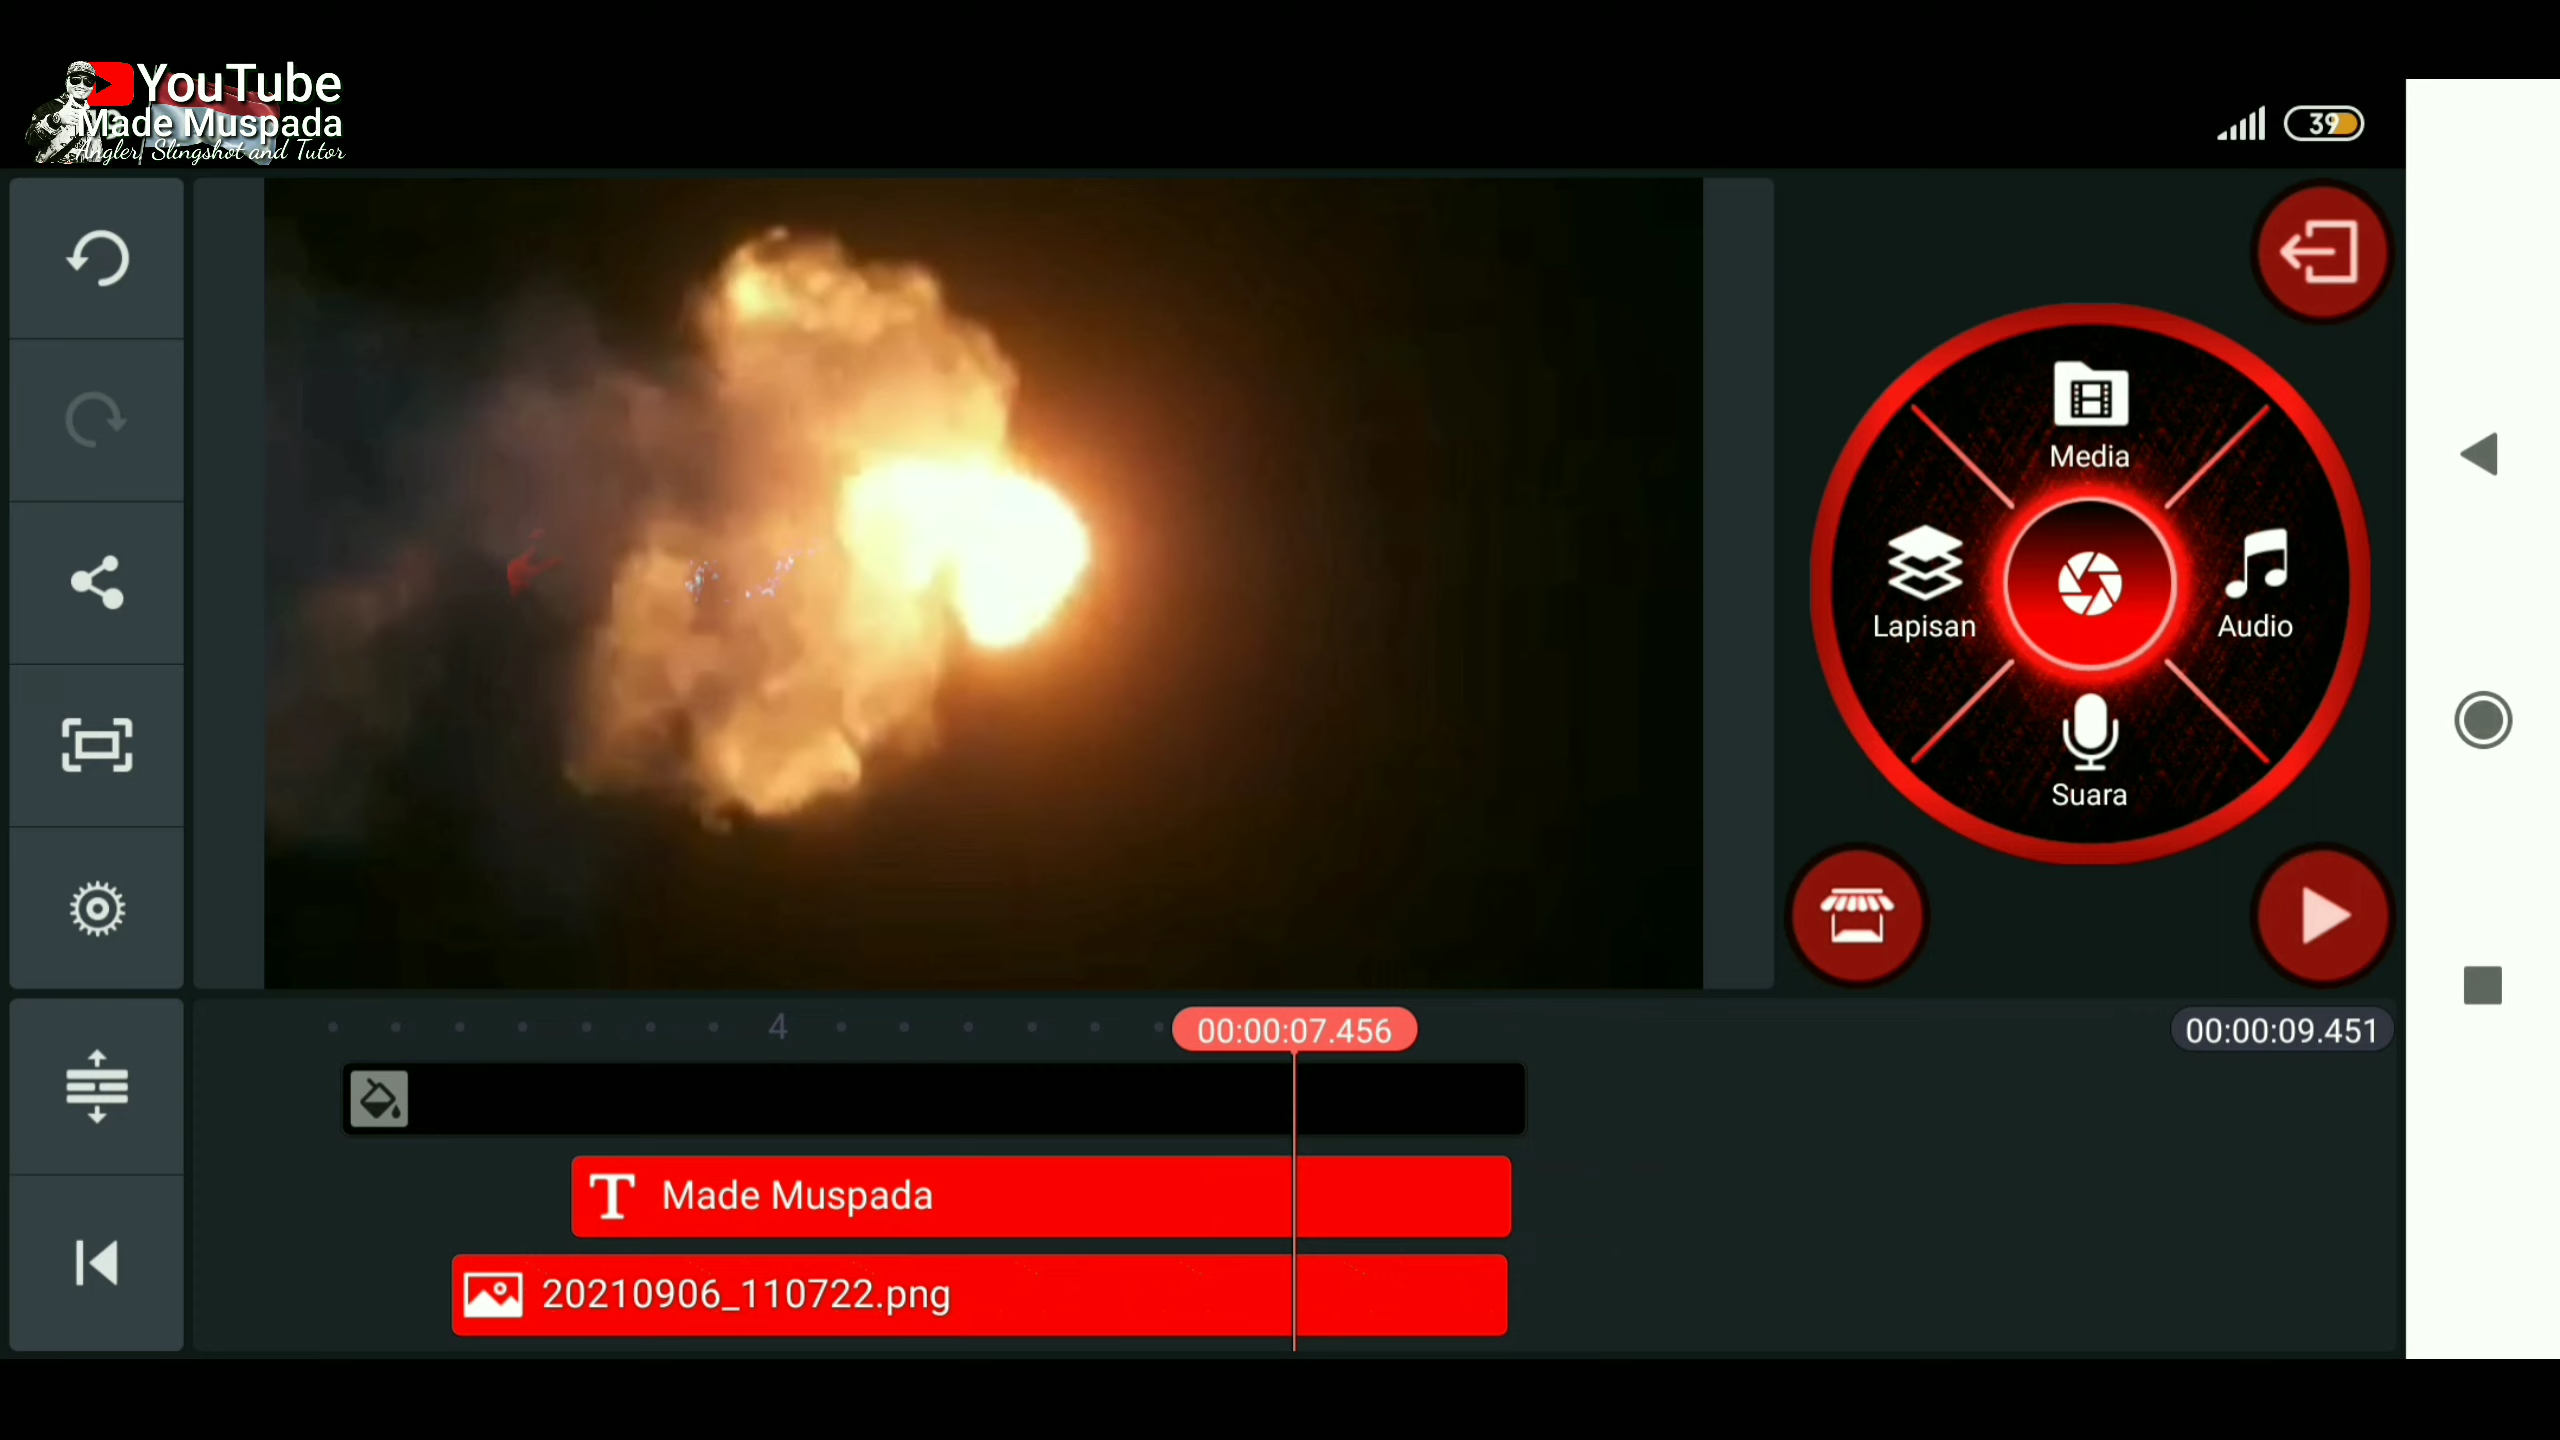 YouTube
Made Muspada
Angler, Slingshot and Tutor
39
Media
Lapisan
Audio
Suara
4
00:00:07.456
00:00:09.451
T Made Muspada
20210906_110722.png